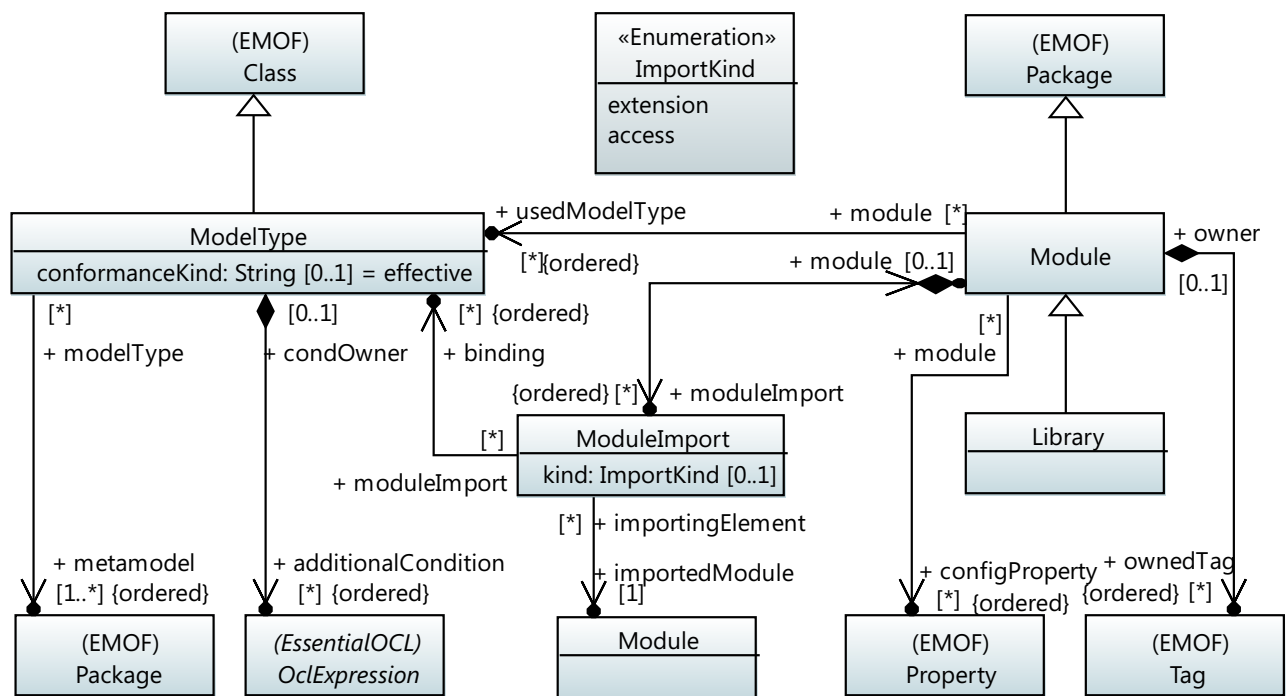 (EMOF)
Class
«Enumeration»
ImportKind
extension
access
(EMOF)
Package
+ usedModelType
+ module [*]
[*]{ordered}
ModelType
conformanceKind: String [0..1] = effective
+ module [0..1]
Module
+ owner
[0..1]
[*]
+ modelType
[0..1]
+ condOwner
[*] {ordered}
+ binding
[*]
+ module
{ordered} [*]
+ moduleImport
[*]
+ moduleImport
ModuleImport
kind: ImportKind [0..1]
Library
[*] + importingElement
+ importedModule
[1]
+ metamodel
[1..*] {ordered}
+ additionalCondition
[*] {ordered}
+ configProperty
[*] {ordered}
+ ownedTag
{ordered} [*]
(EMOF)
Package
(EssentialOCL)
OclExpression
Module
(EMOF)
Property
(EMOF)
Tag